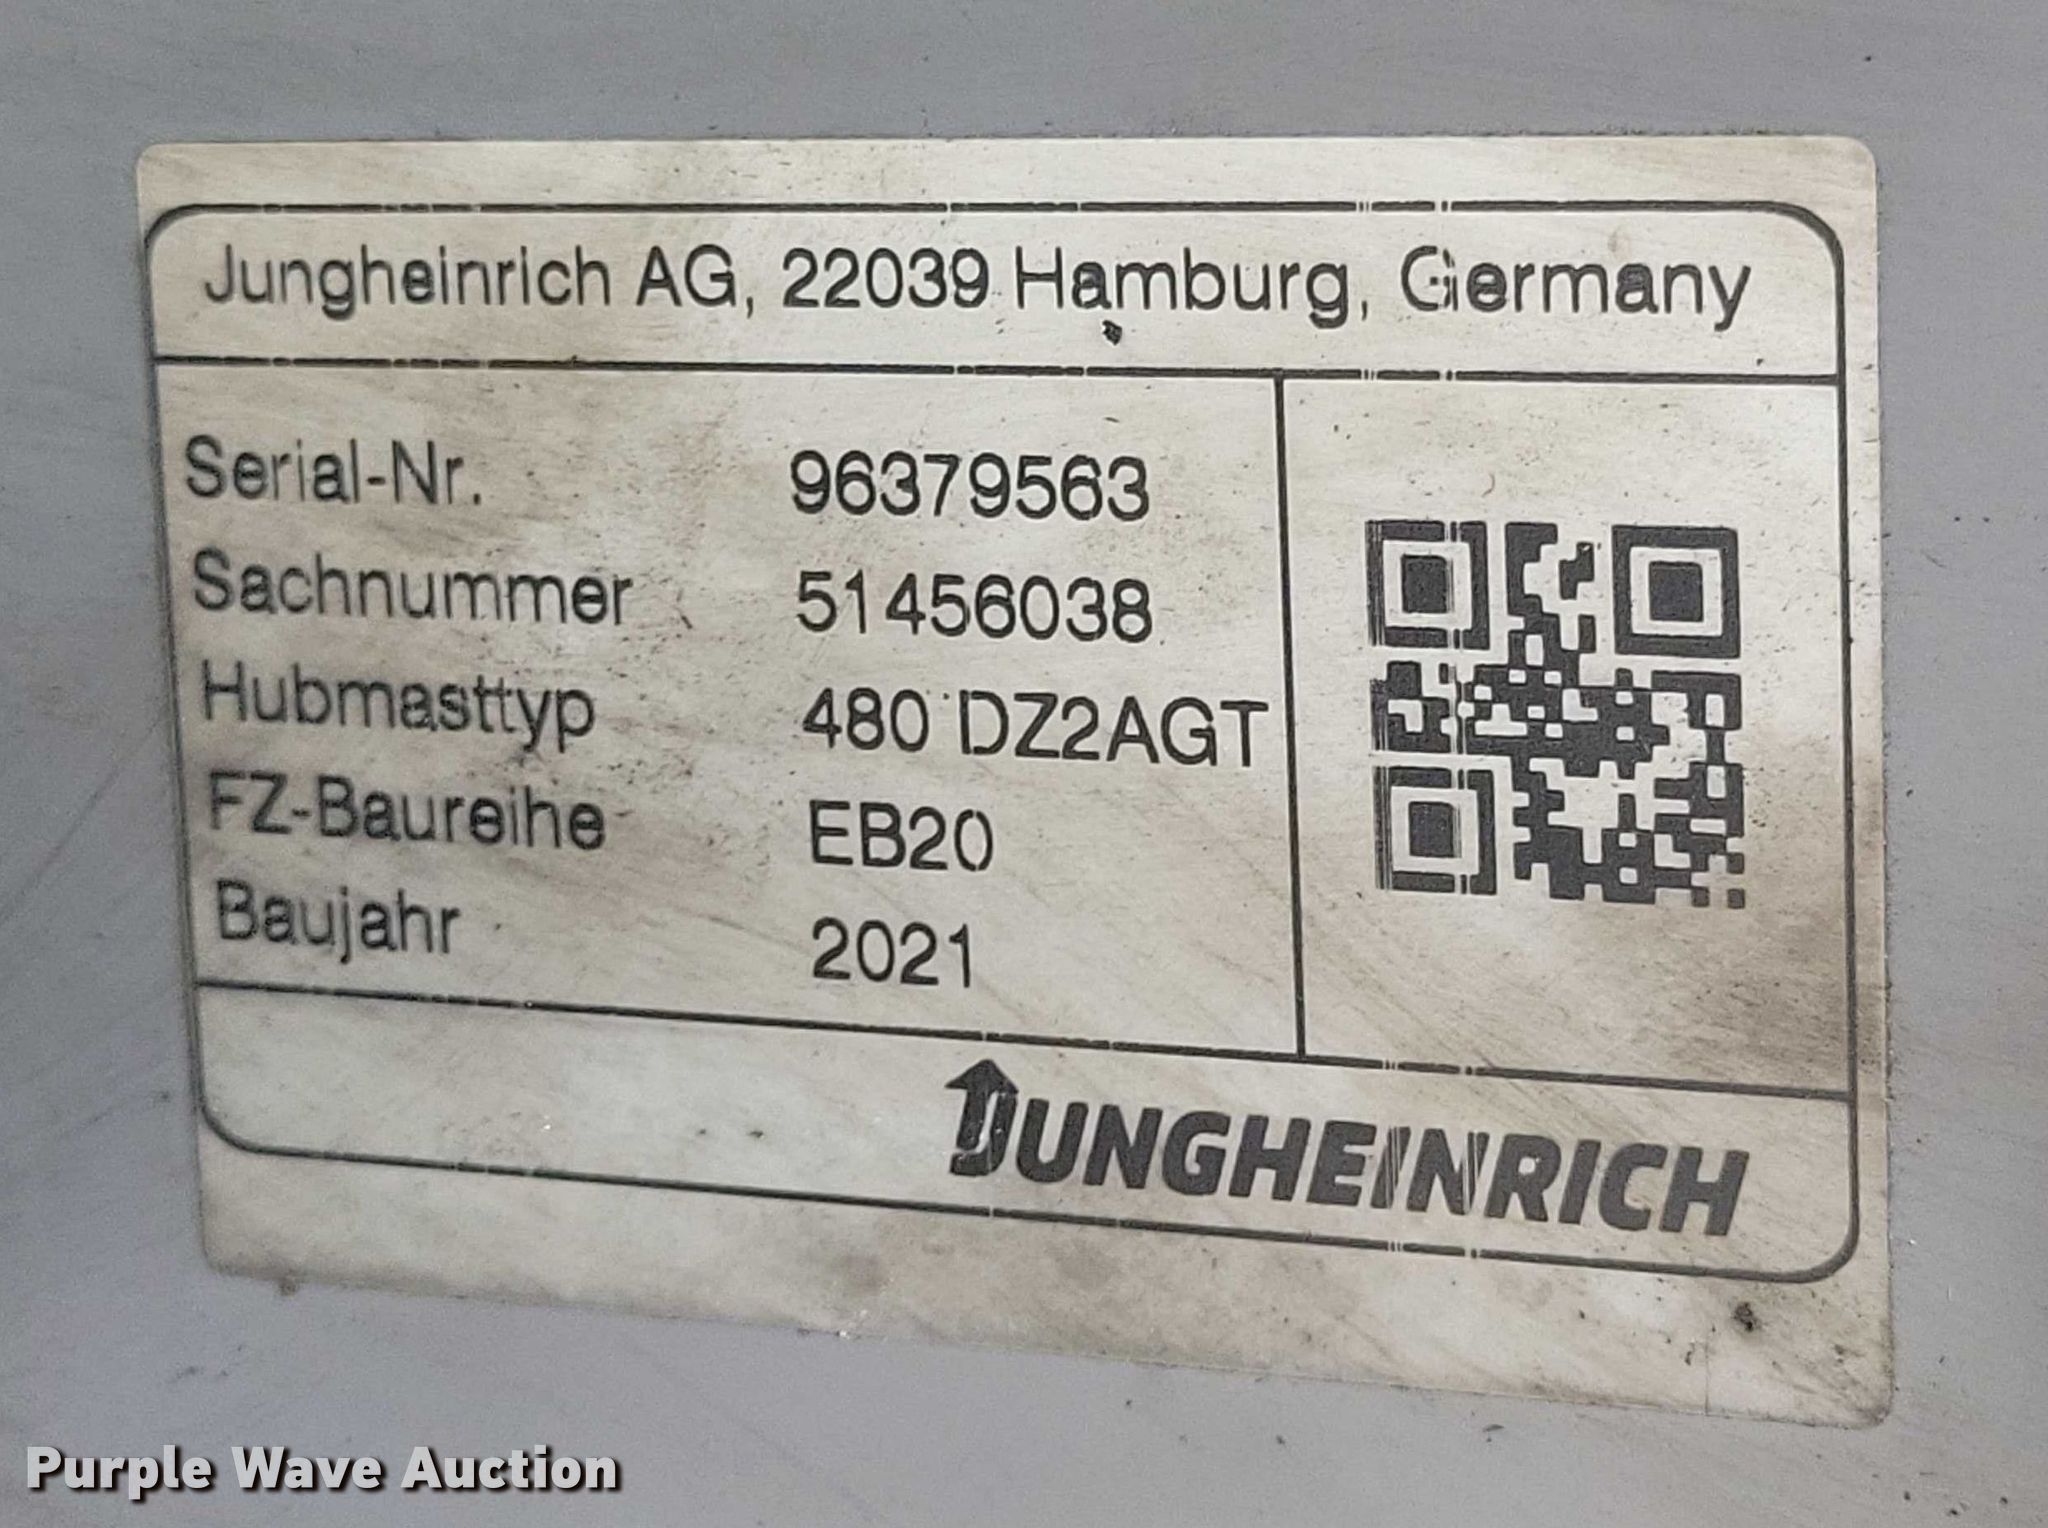 Jungheinrich AG, 22039 Hamburg, Germany
Serial-Nr. 96379563
Sachnummer 51456038
Hubmasttyp 480 DZ2AGT
FZ-Baureihe EB20
Baujahr 2021
JUNGHEINRICH
Purple Wave Auction